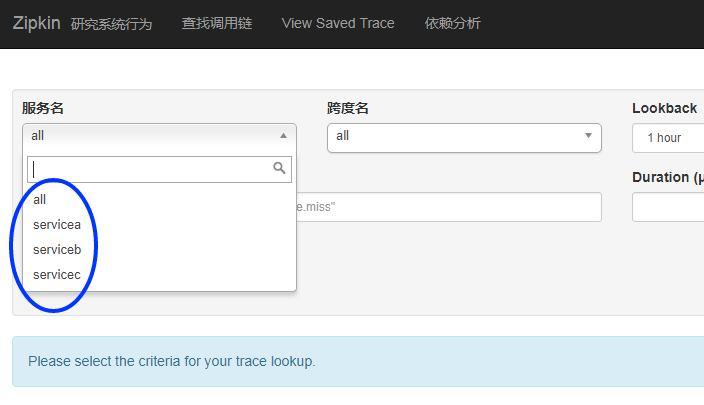 Zipkin 研究系统行为 查找调用链 View Saved Trace 依赖分析
服务名 跨度名 Lookback
all all 1 hour
Duration (μ
all
e.miss"
servicea
serviceb
servicec
Please select the criteria for your trace lookup.